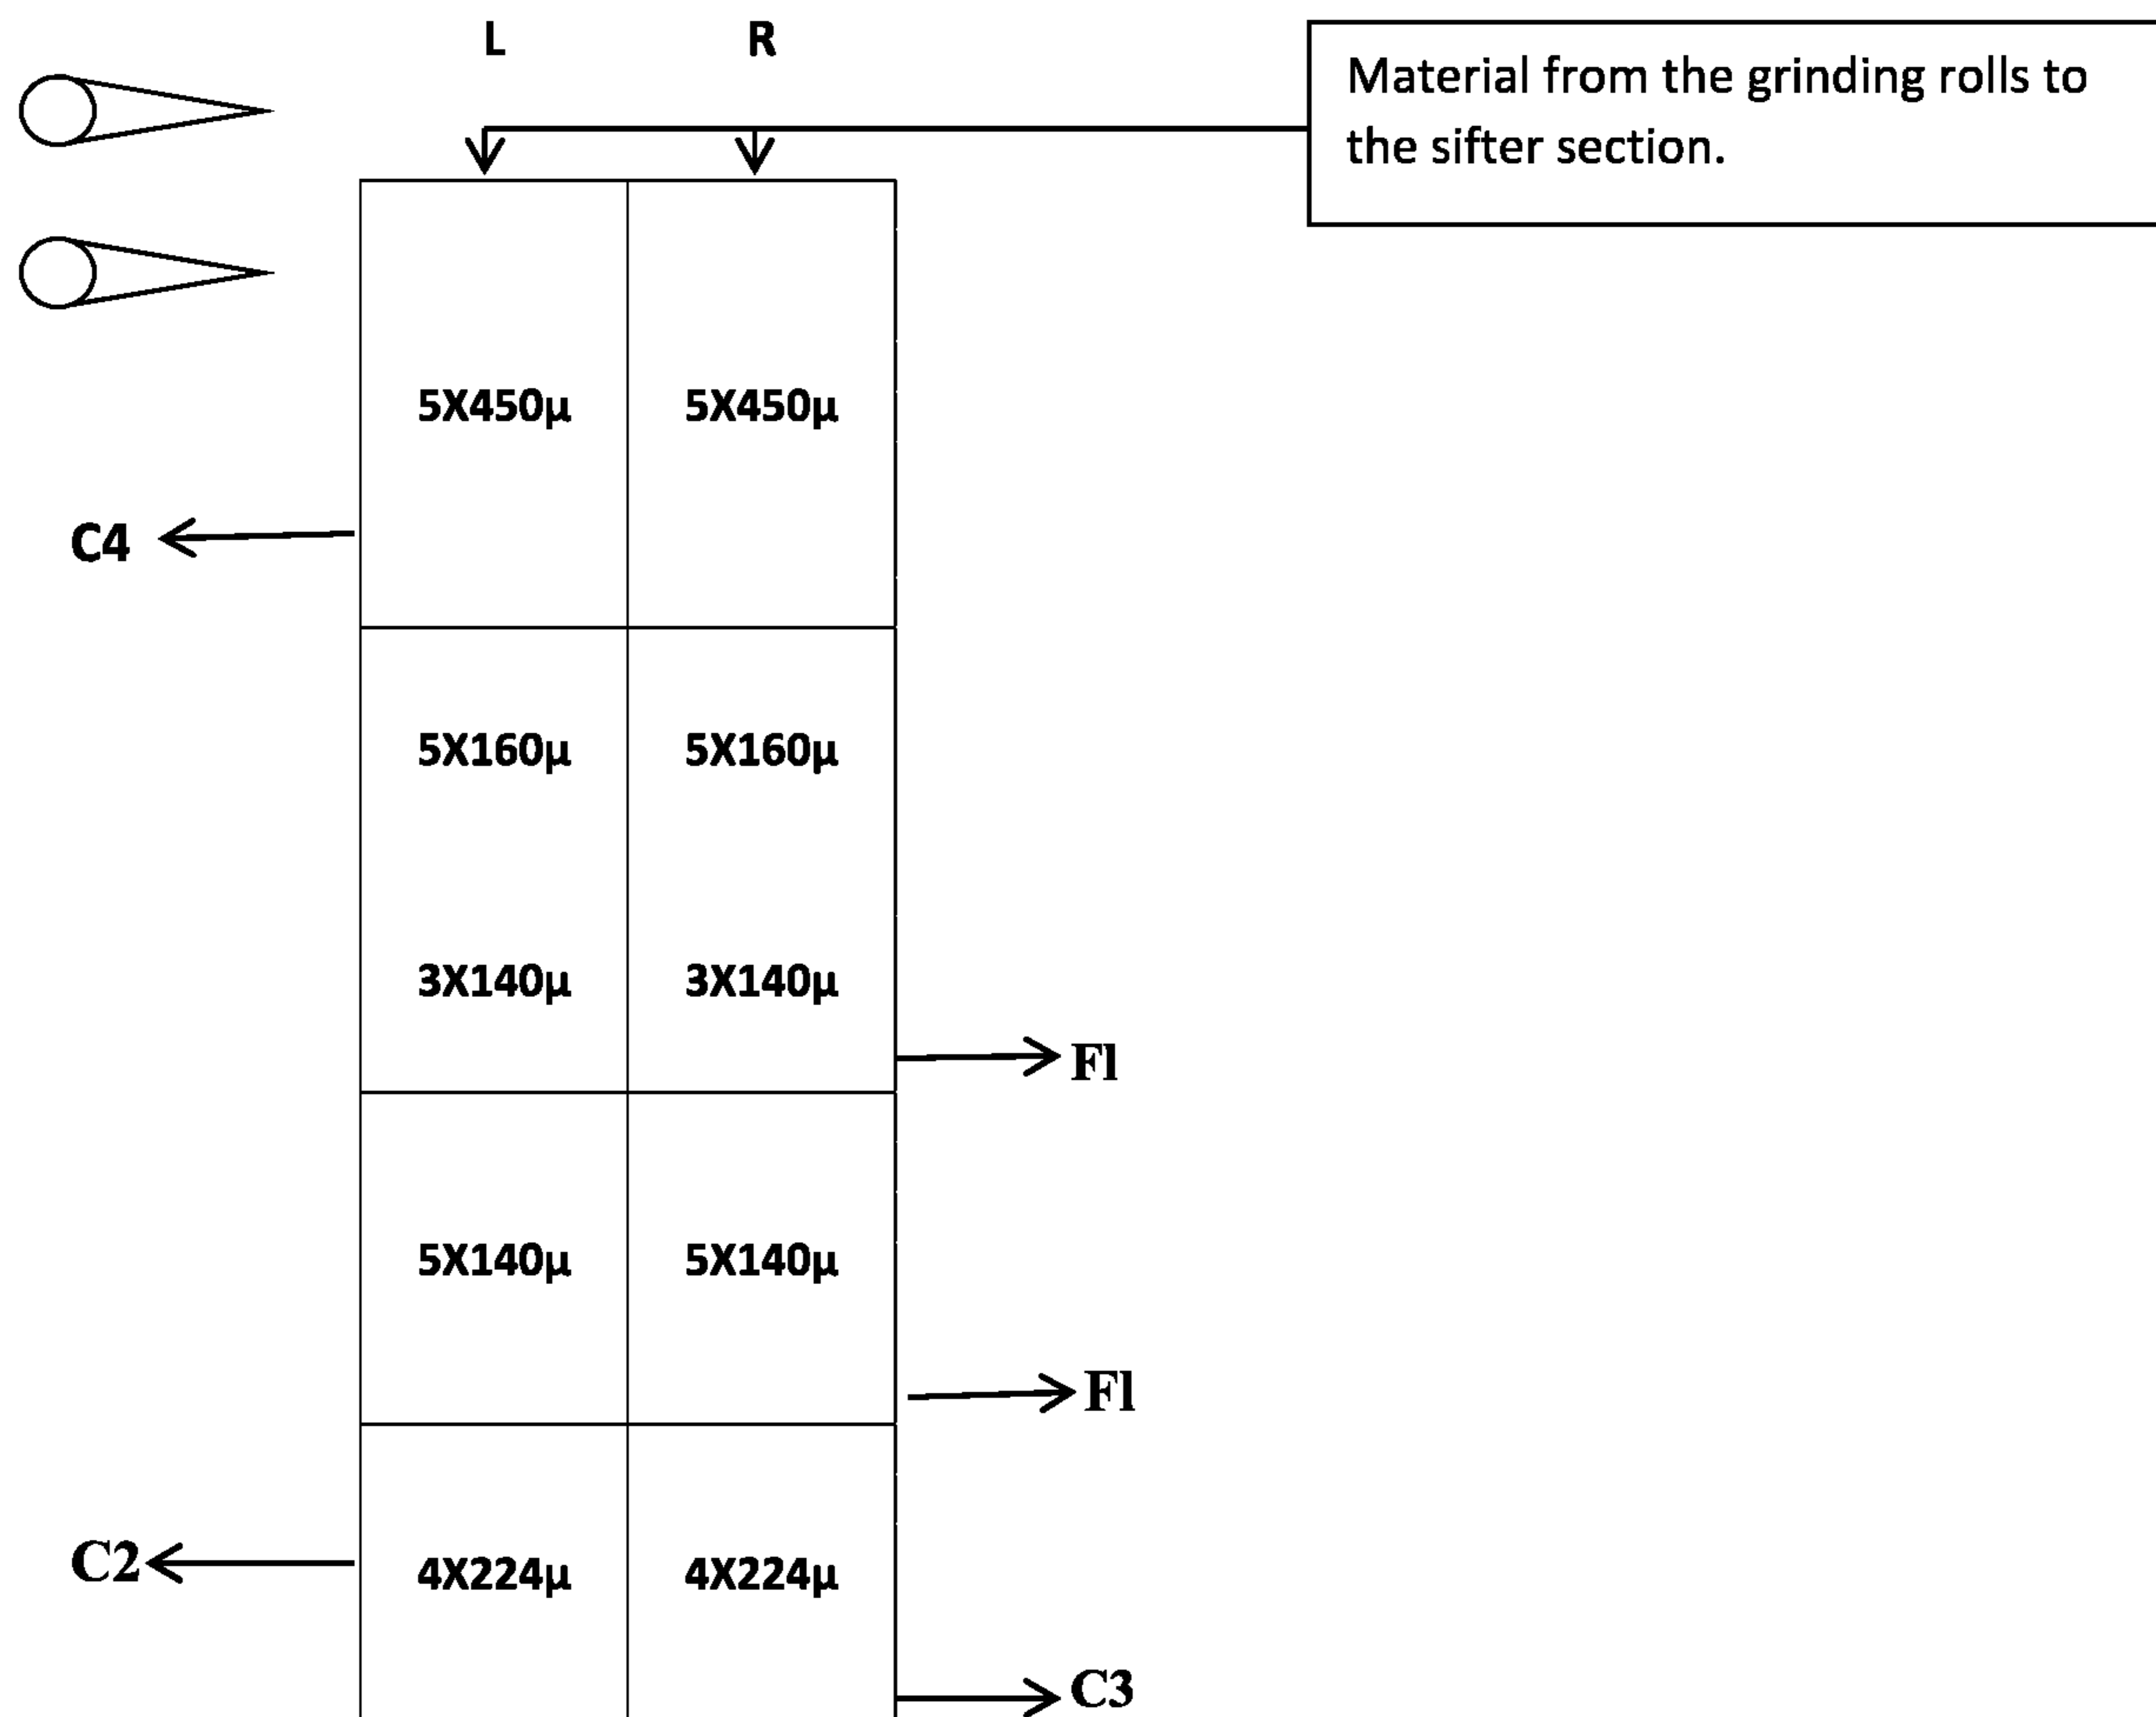 L R
Material from the grinding rolls to
the sifter section.
5X450µ 5X450µ
C4
5X160µ 5X160µ
3X140µ 3X140µ
Fl
5X140µ 5X140µ
Fl
C2
4X224µ 4X224µ
C3